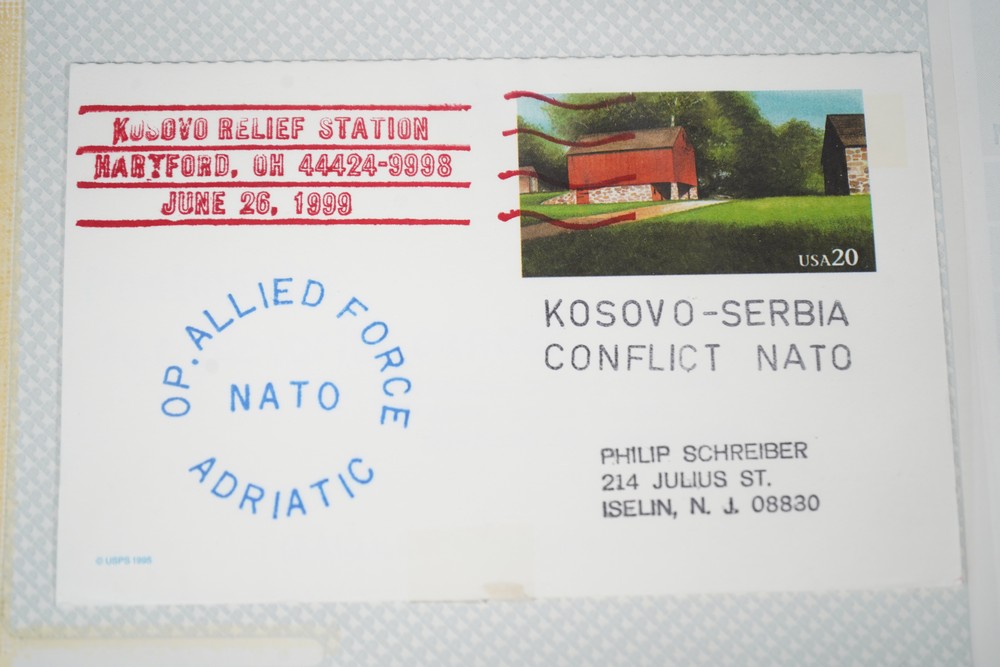 KOSOVO RELIEF STATION
HARTFORD, OH 44424-9998
JUNE 26, 1999
USA20
KOSOVO-SERBIA
CONFLICT NATO
OP. ALLIED FORCE
NATO
ADRIATIC
PHILIP SCHREIBER
214 JULIUS ST.
ISELIN, N. J. 08830
© USPS 1995